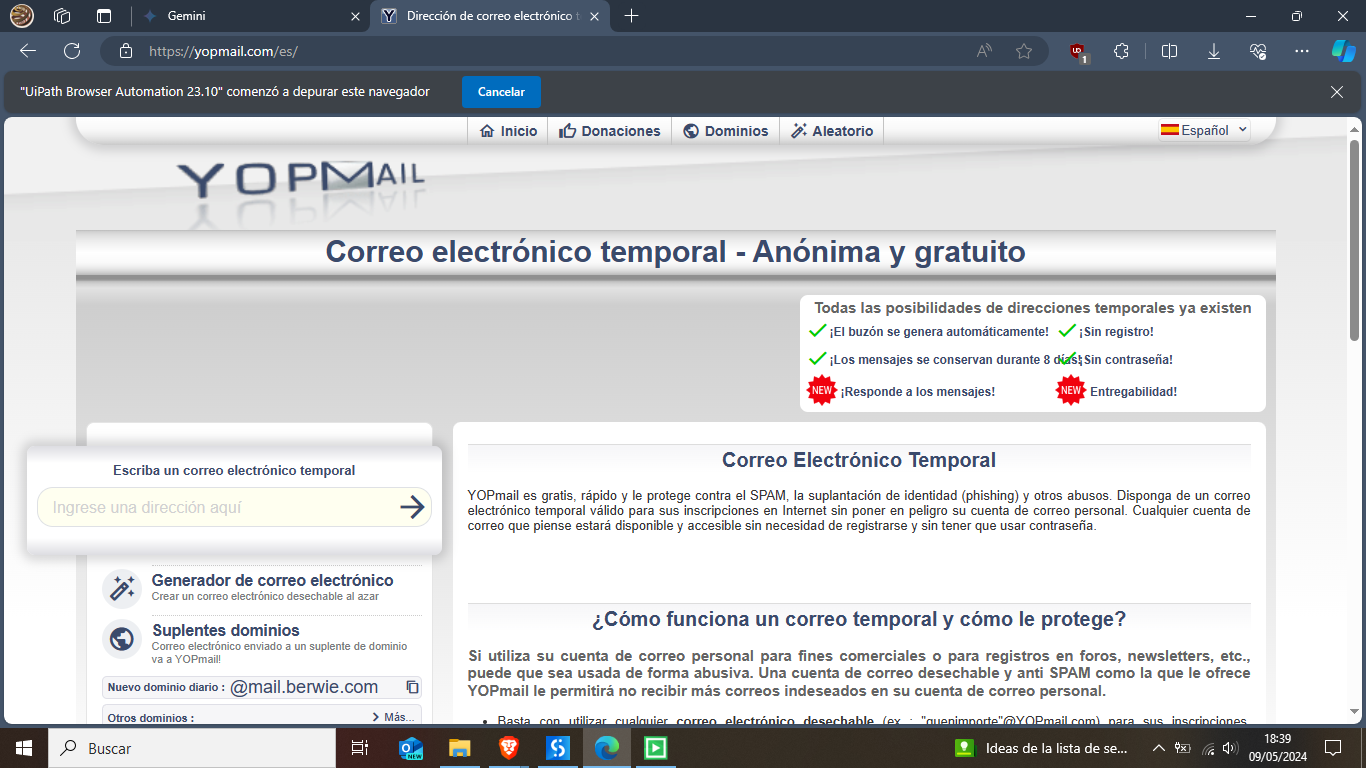 Gemini
Dirección de correo electrónico t
https://yopmail.com/es/
UD
1
"UiPath Browser Automation 23.10" comenzó a depurar este navegador
Cancelar
Inicio
Donaciones
Dominios
Aleatorio
Español
YOPMAIL
Correo electrónico temporal - Anónima y gratuito
Todas las posibilidades de direcciones temporales ya existen
¡El buzón se genera automáticamente!
¡Sin registro!
¡Los mensajes se conservan durante 8 días!
¡Sin contraseña!
NEW ¡Responde a los mensajes!
NEW Entregabilidad!
Escriba un correo electrónico temporal
Ingrese una dirección aquí
Generador de correo electrónico
Crear un correo electrónico desechable al azar
Suplentes dominios
Correo electrónico enviado a un suplente de dominio
va a YOPmail!
Nuevo dominio diario : @mail.berwie.com
Otros dominios :
Más...
Correo Electrónico Temporal
YOPmail es gratis, rápido y le protege contra el SPAM, la suplantación de identidad (phishing) y otros abusos. Disponga de un correo
electrónico temporal válido para sus inscripciones en Internet sin poner en peligro su cuenta de correo personal. Cualquier cuenta de
correo que piense estará disponible y accesible sin necesidad de registrarse y sin tener que usar contraseña.
¿Cómo funciona un correo temporal y cómo le protege?
Si utiliza su cuenta de correo personal para fines comerciales o para registros en foros, newsletters, etc.,
puede que sea usada de forma abusiva. Una cuenta de correo desechable y anti SPAM como la que le ofrece
YOPmail le permitirá no recibir más correos indeseados en su cuenta de correo personal.
• Basta con utilizar cualquier correo electrónico desechable (ex : "quenimporte"@YOPmail.com) para sus inscripciones,
Buscar
NEW
Ideas de la lista de se...
18:39
09/05/2024